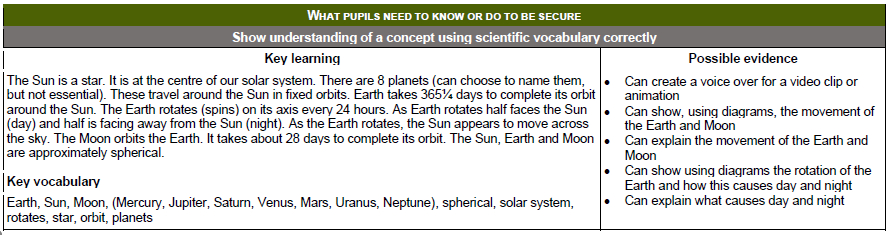 WHAT PUPILS NEED TO KNOW OR DO TO BE SECURE
Show understanding of a concept using scientific vocabulary correctly
Key learning
The Sun is a star. It is at the centre of our solar system. There are 8 planets (can choose to name them,
but not essential). These travel around the Sun in fixed orbits. Earth takes 365¼ days to complete its orbit
around the Sun. The Earth rotates (spins) on its axis every 24 hours. As Earth rotates half faces the Sun
(day) and half is facing away from the Sun (night). As the Earth rotates, the Sun appears to move across
the sky. The Moon orbits the Earth. It takes about 28 days to complete its orbit. The Sun, Earth and Moon
are approximately spherical.
Key vocabulary
Earth, Sun, Moon, (Mercury, Jupiter, Saturn, Venus, Mars, Uranus, Neptune), spherical, solar system,
rotates, star, orbit, planets
Possible evidence
• Can create a voice over for a video clip or
animation
• Can show, using diagrams, the movement of
the Earth and Moon
• Can explain the movement of the Earth and
Moon
• Can show using diagrams the rotation of the
Earth and how this causes day and night
• Can explain what causes day and night